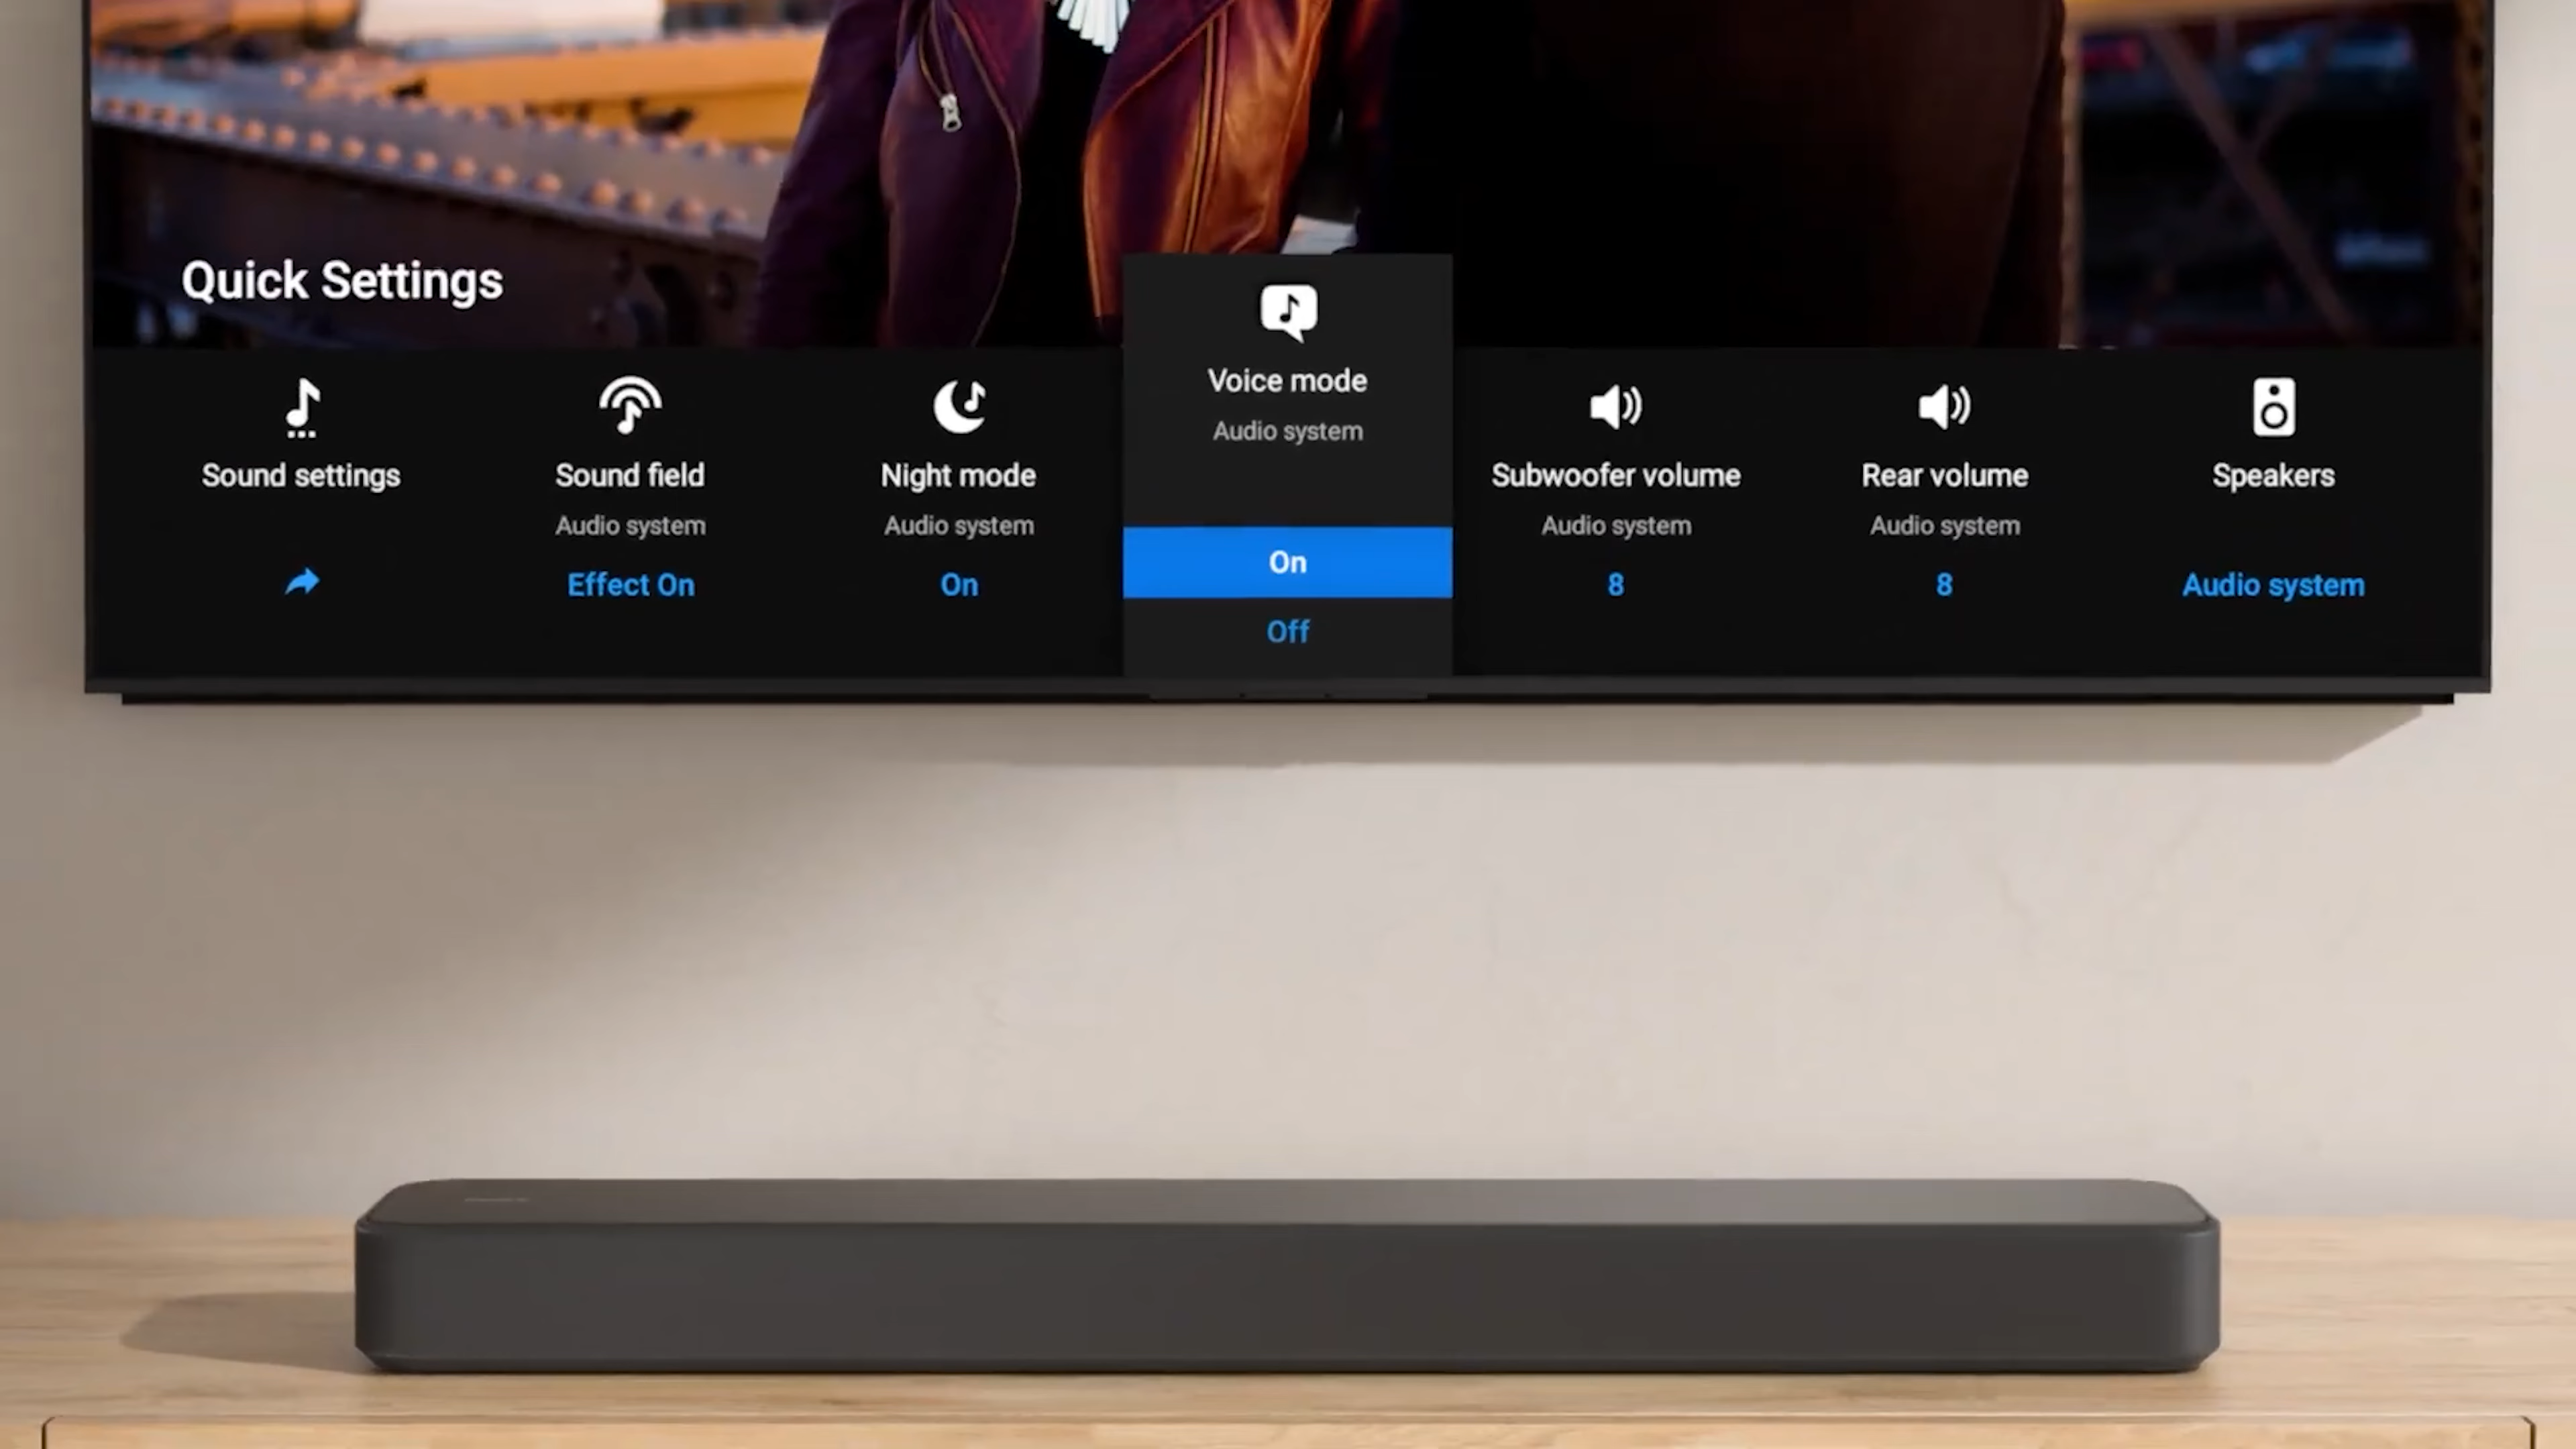 Quick Settings
Sound settings
Sound field
Audio system
Effect On
Night mode
Audio system
On
Voice mode
Audio system
On
Off
Subwoofer volume
Audio system
8
Rear volume
Audio system
8
Speakers
Audio system